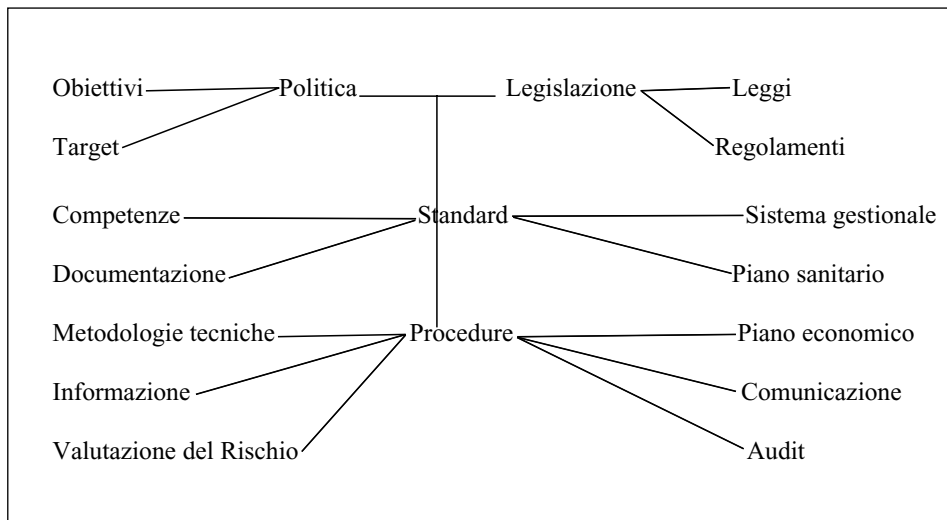 Obiettivi Politica Legislazione Leggi
Target Regolamenti
Competenze Standard Sistema gestionale
Documentazione Piano sanitario
Metodologie tecniche Procedure Piano economico
Informazione Comunicazione
Valutazione del Rischio Audit